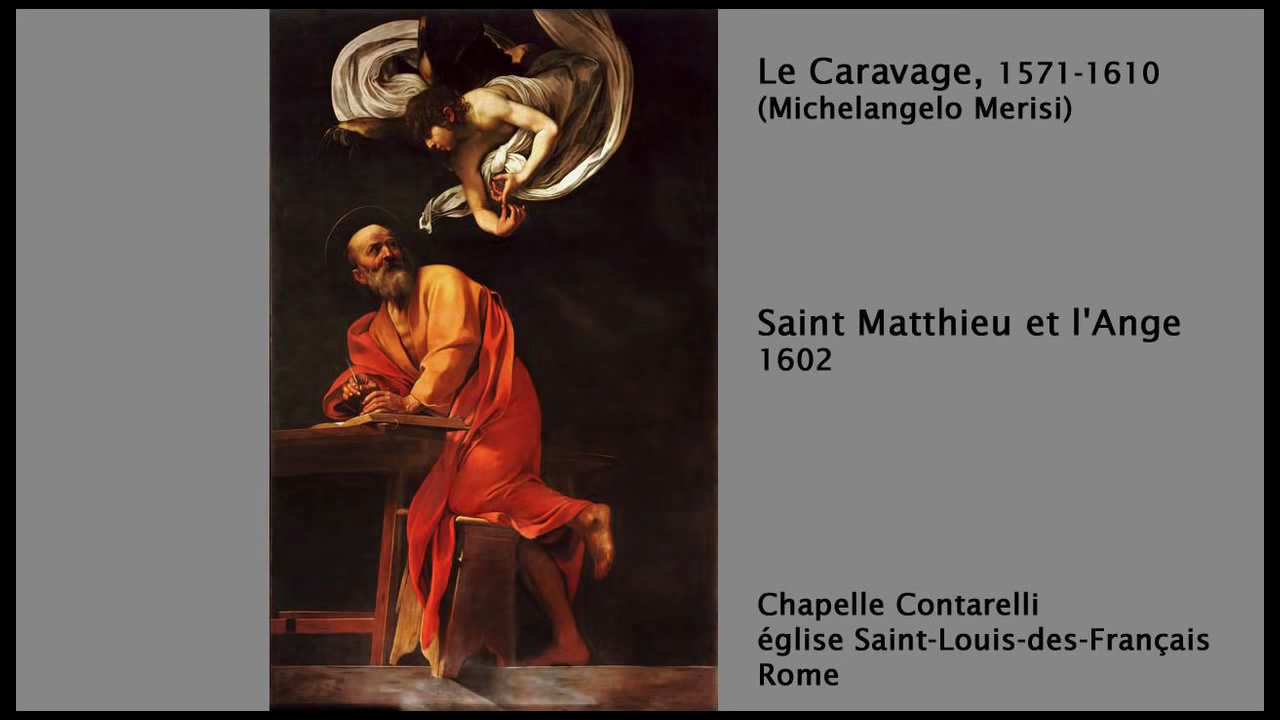 Le Caravage, 1571-1610
(Michelangelo Merisi)
Saint Matthieu et l'Ange
1602
Chapelle Contarelli
église Saint-Louis-des-Français
Rome